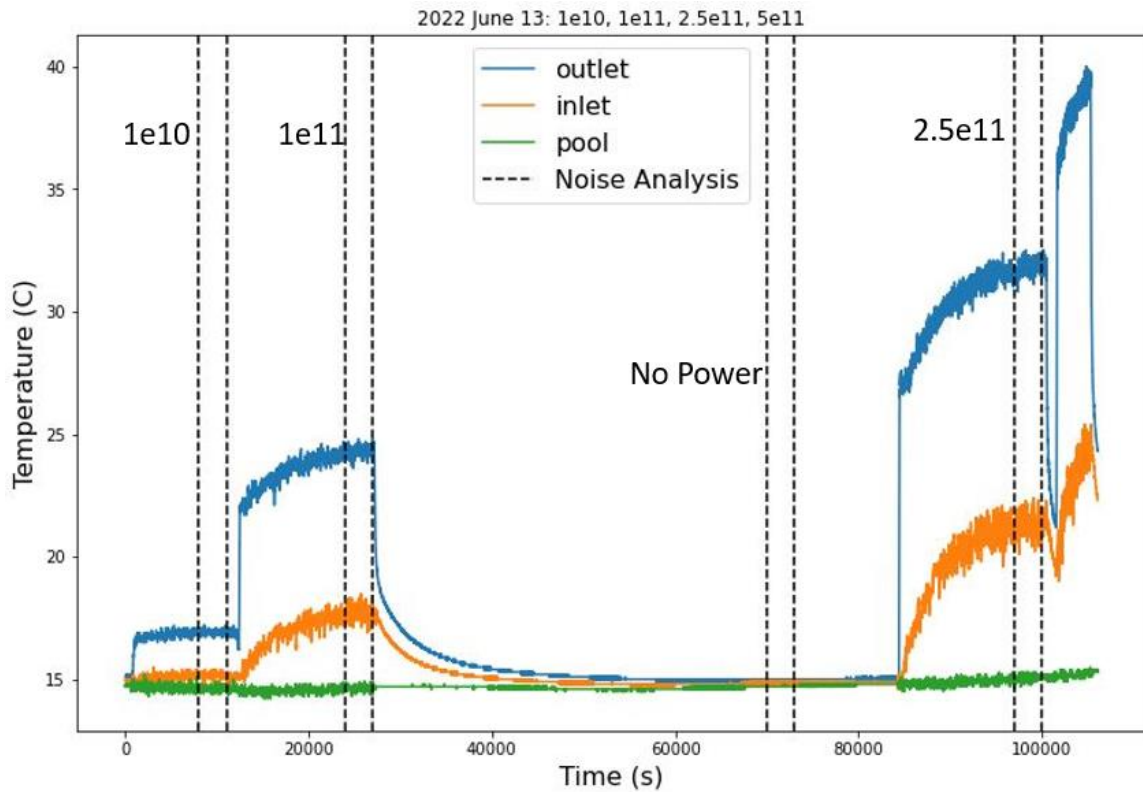 2022 June 13: 1e10, 1e11, 2.5e11, 5e11
Temperature (C)
40
35
30
25
20
15
1e10
1e11
outlet
inlet
pool
Noise Analysis
No Power
2.5e11
0
20000
40000
60000
80000
100000
Time (s)